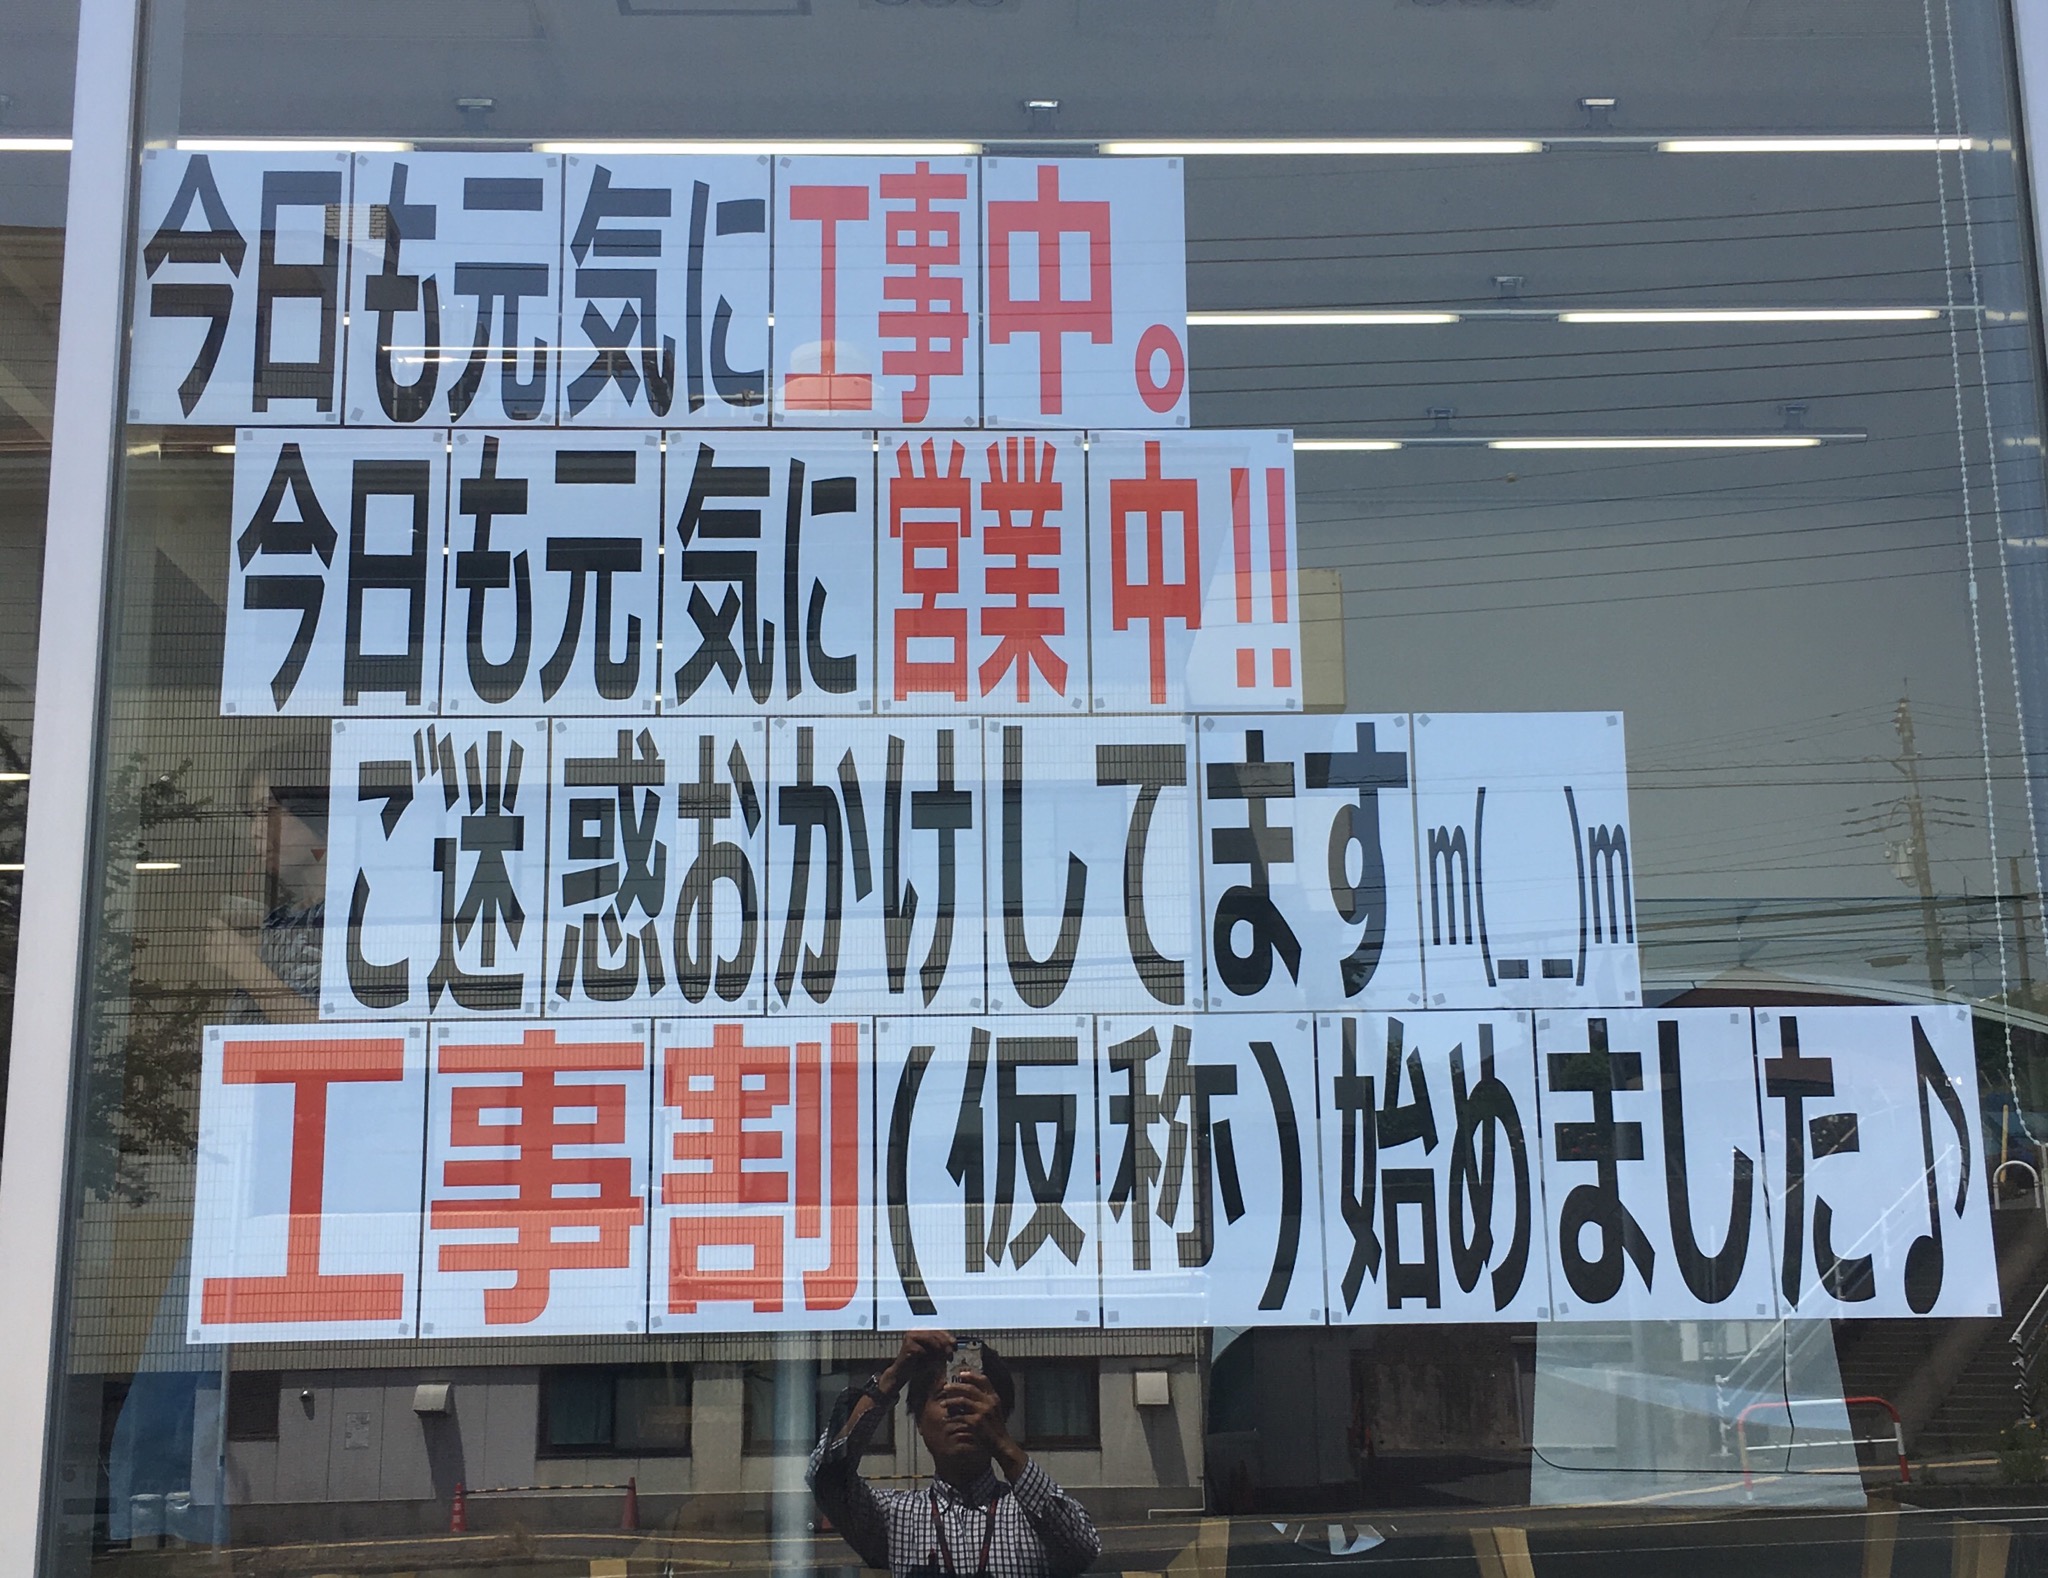 今日も元気に工事中。
今日も元気に営業中!!
ご迷惑おかけしてますm(_ _)m
工事割(仮称)始めました♪